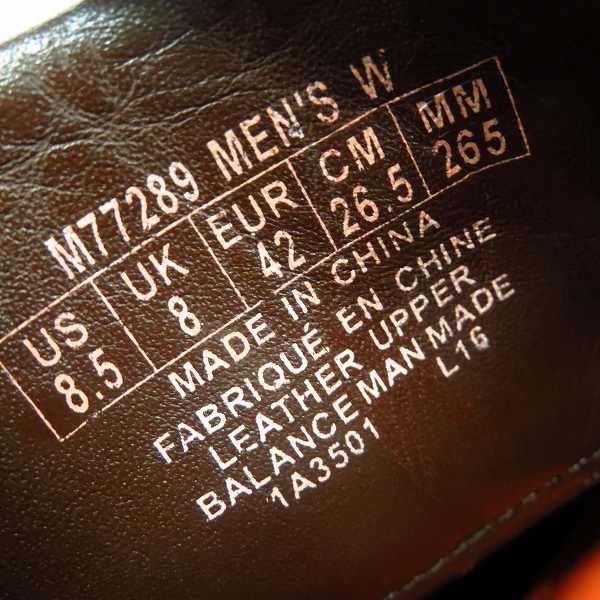 M77289 MEN'S W
US UK EUR CM MM
8.5 8 42 26.5 265
MADE IN CHINA
FABRIQUÉ EN CHINE
LEATHER UPPER
BALANCE MAN MADE
1A3501 L16